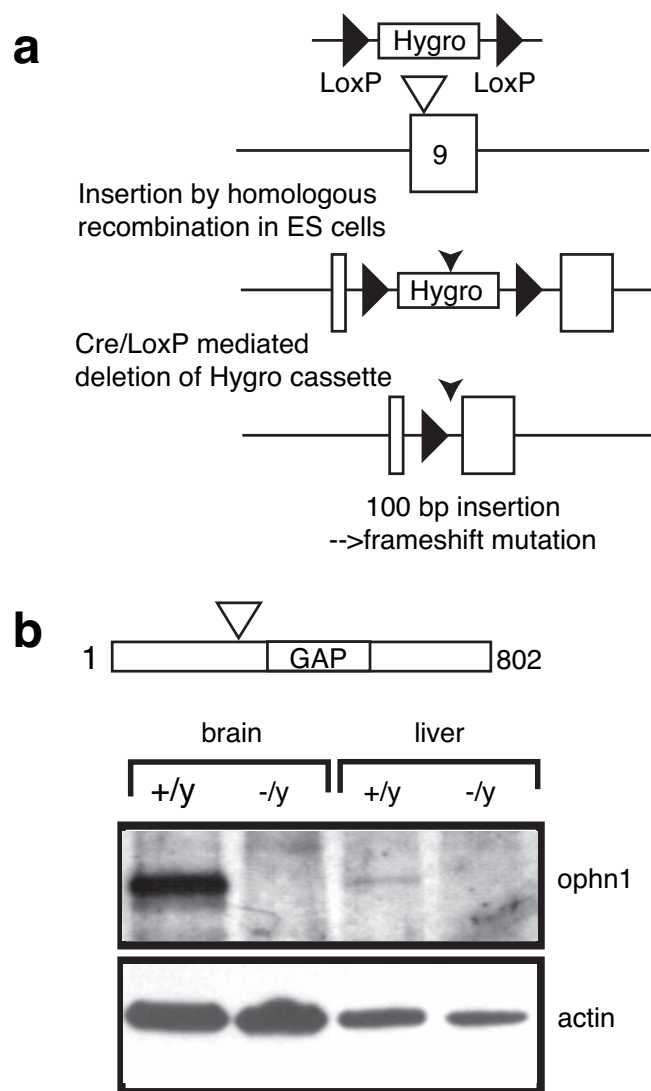 a
Hygro
LoxP LoxP
9
Insertion by homologous
recombination in ES cells
Hygro
Cre/LoxP mediated
deletion of Hygro cassette
100 bp insertion
-->frameshift mutation
b
1 GAP 802
brain liver
+/y -/y +/y -/y
ophn1
actin